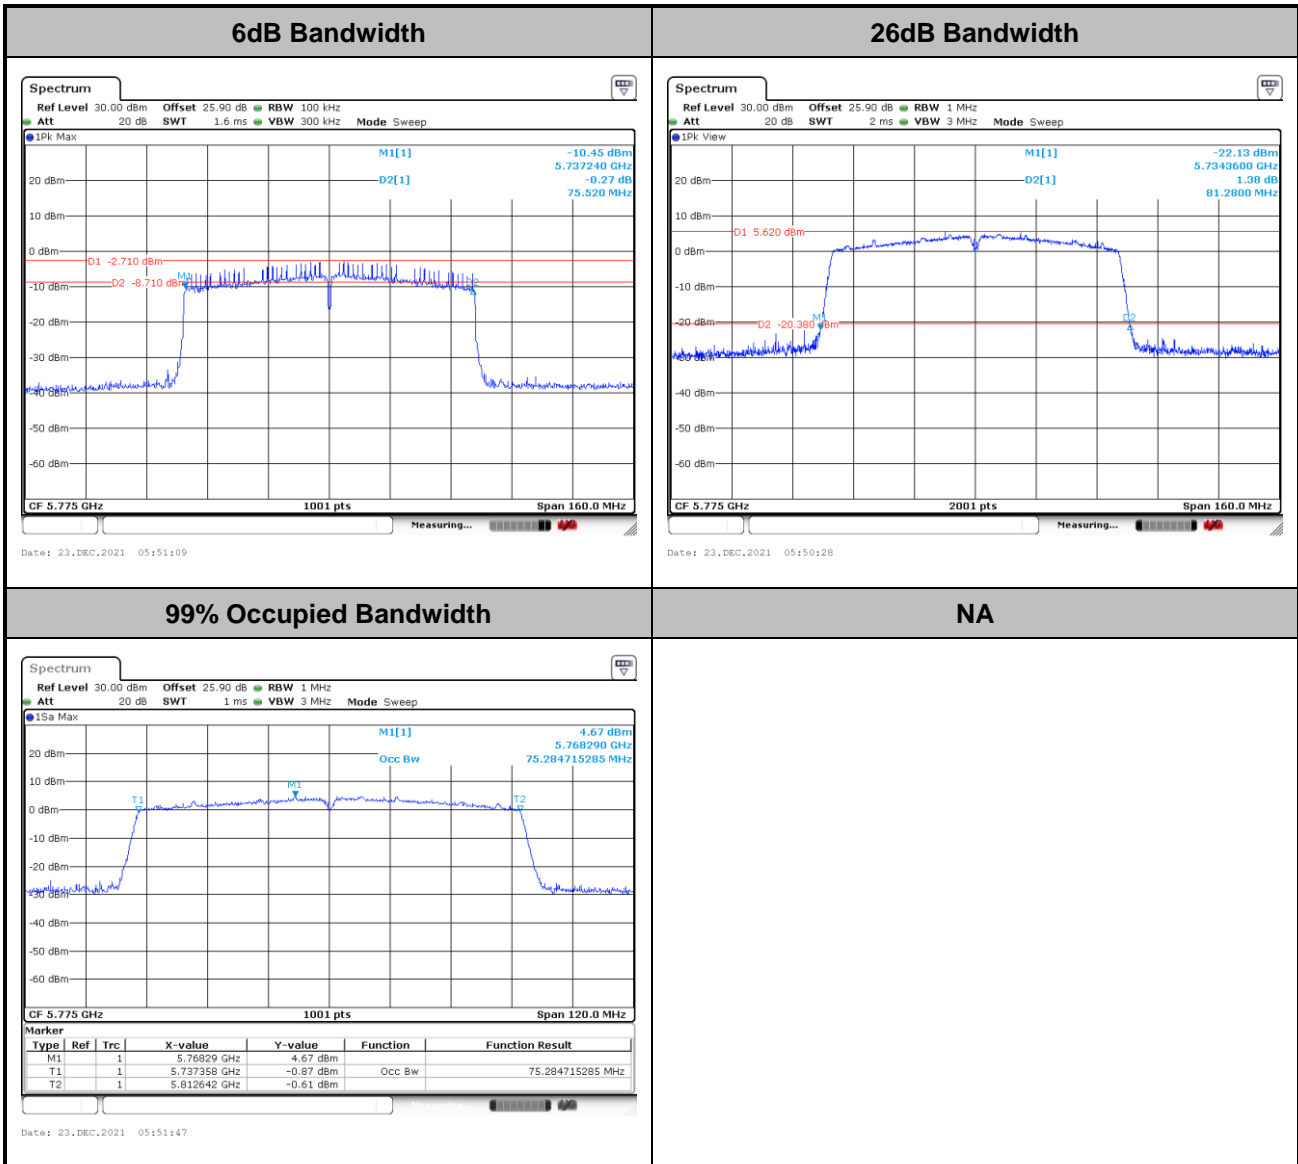 6dB Bandwidth
26dB Bandwidth
Spectrum
Ref Level 30.00 dBm Offset 25.90 dB RBW 100 kHz
Att 20 dB SWT 1.6 ms VBW 300 kHz Mode Sweep
1Pk Max
M1[1] -10.45 dBm
5.737240 GHz
D2[1] -0.27 dB
75.520 MHz
20 dBm
10 dBm
0 dBm
D1 -2.710 dBm
M1
D2 -8.710 dBm
D2
-10 dBm
-20 dBm
-30 dBm
-40 dBm
-50 dBm
-60 dBm
CF 5.775 GHz 1001 pts Span 160.0 MHz
Measuring...
Date: 23.DEC.2021 05:51:09
Spectrum
Ref Level 30.00 dBm Offset 25.90 dB RBW 1 MHz
Att 20 dB SWT 2 ms VBW 3 MHz Mode Sweep
1Pk View
M1[1] -22.13 dBm
5.7343600 GHz
D2[1] 1.38 dB
81.2800 MHz
20 dBm
10 dBm
D1 5.620 dBm
0 dBm
-10 dBm
M1
D2
-20 dBm
D2 -20.380 dBm
-30 dBm
-40 dBm
-50 dBm
-60 dBm
CF 5.775 GHz 2001 pts Span 160.0 MHz
Measuring...
Date: 23.DEC.2021 05:50:28
99% Occupied Bandwidth
NA
Spectrum
Ref Level 30.00 dBm Offset 25.90 dB RBW 1 MHz
Att 20 dB SWT 1 ms VBW 3 MHz Mode Sweep
1Sa Max
M1[1] 4.67 dBm
5.768290 GHz
Occ Bw 75.284715285 MHz
20 dBm
10 dBm
M1
T1
T2
0 dBm
-10 dBm
-20 dBm
-30 dBm
-40 dBm
-50 dBm
-60 dBm
CF 5.775 GHz 1001 pts Span 120.0 MHz
Marker
Type Ref Trc X-value Y-value Function Function Result
M1 1 5.76829 GHz 4.67 dBm
T1 1 5.737358 GHz -0.87 dBm Occ Bw 75.284715285 MHz
T2 1 5.812642 GHz -0.61 dBm
Measuring...
Date: 23.DEC.2021 05:51:47